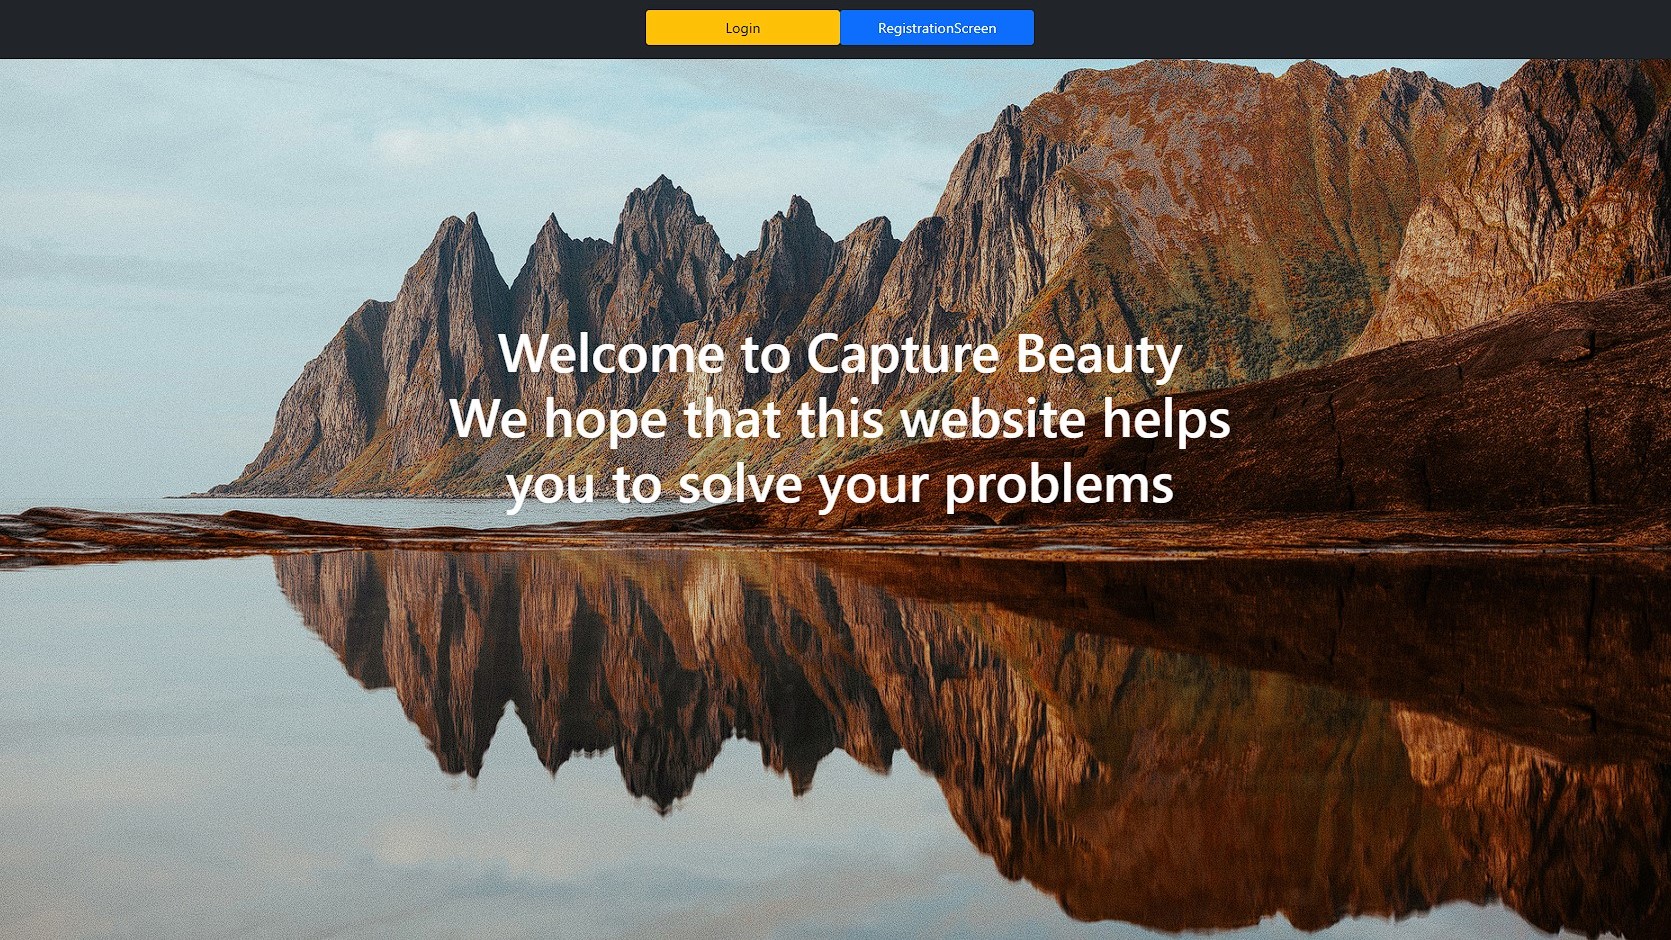 Login
RegistrationScreen
Welcome to Capture Beauty
We hope that this website helps
you to solve your problems